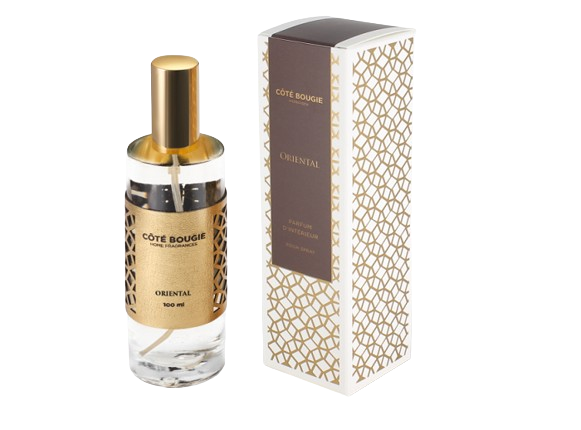 CÔTÉ BOUGIE
HOME FRAGRANCES
ORIENTAL
100 ml
CÔTÉ BOUGIE
ORIENTAL
PARFUM
D'INTÉRIEUR